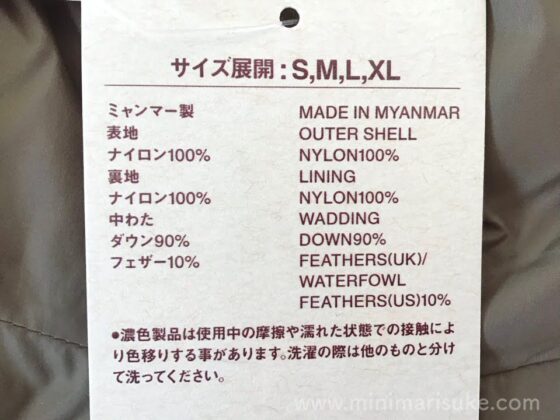 サイズ展開：S,M,L,XL
ミャンマー製 MADE IN MYANMAR
表地 OUTER SHELL
ナイロン100% NYLON100%
裏地 LINING
ナイロン100% NYLON100%
中わた WADDING
ダウン90% DOWN90%
フェザー10% FEATHERS(UK)/
WATERFOWL
FEATHERS(US)10%
●濃色製品は使用中の摩擦や濡れた状態での接触によ
り色移りする事があります。洗濯の際は他のものと分け
て洗ってください。
www.minimarisuke.com